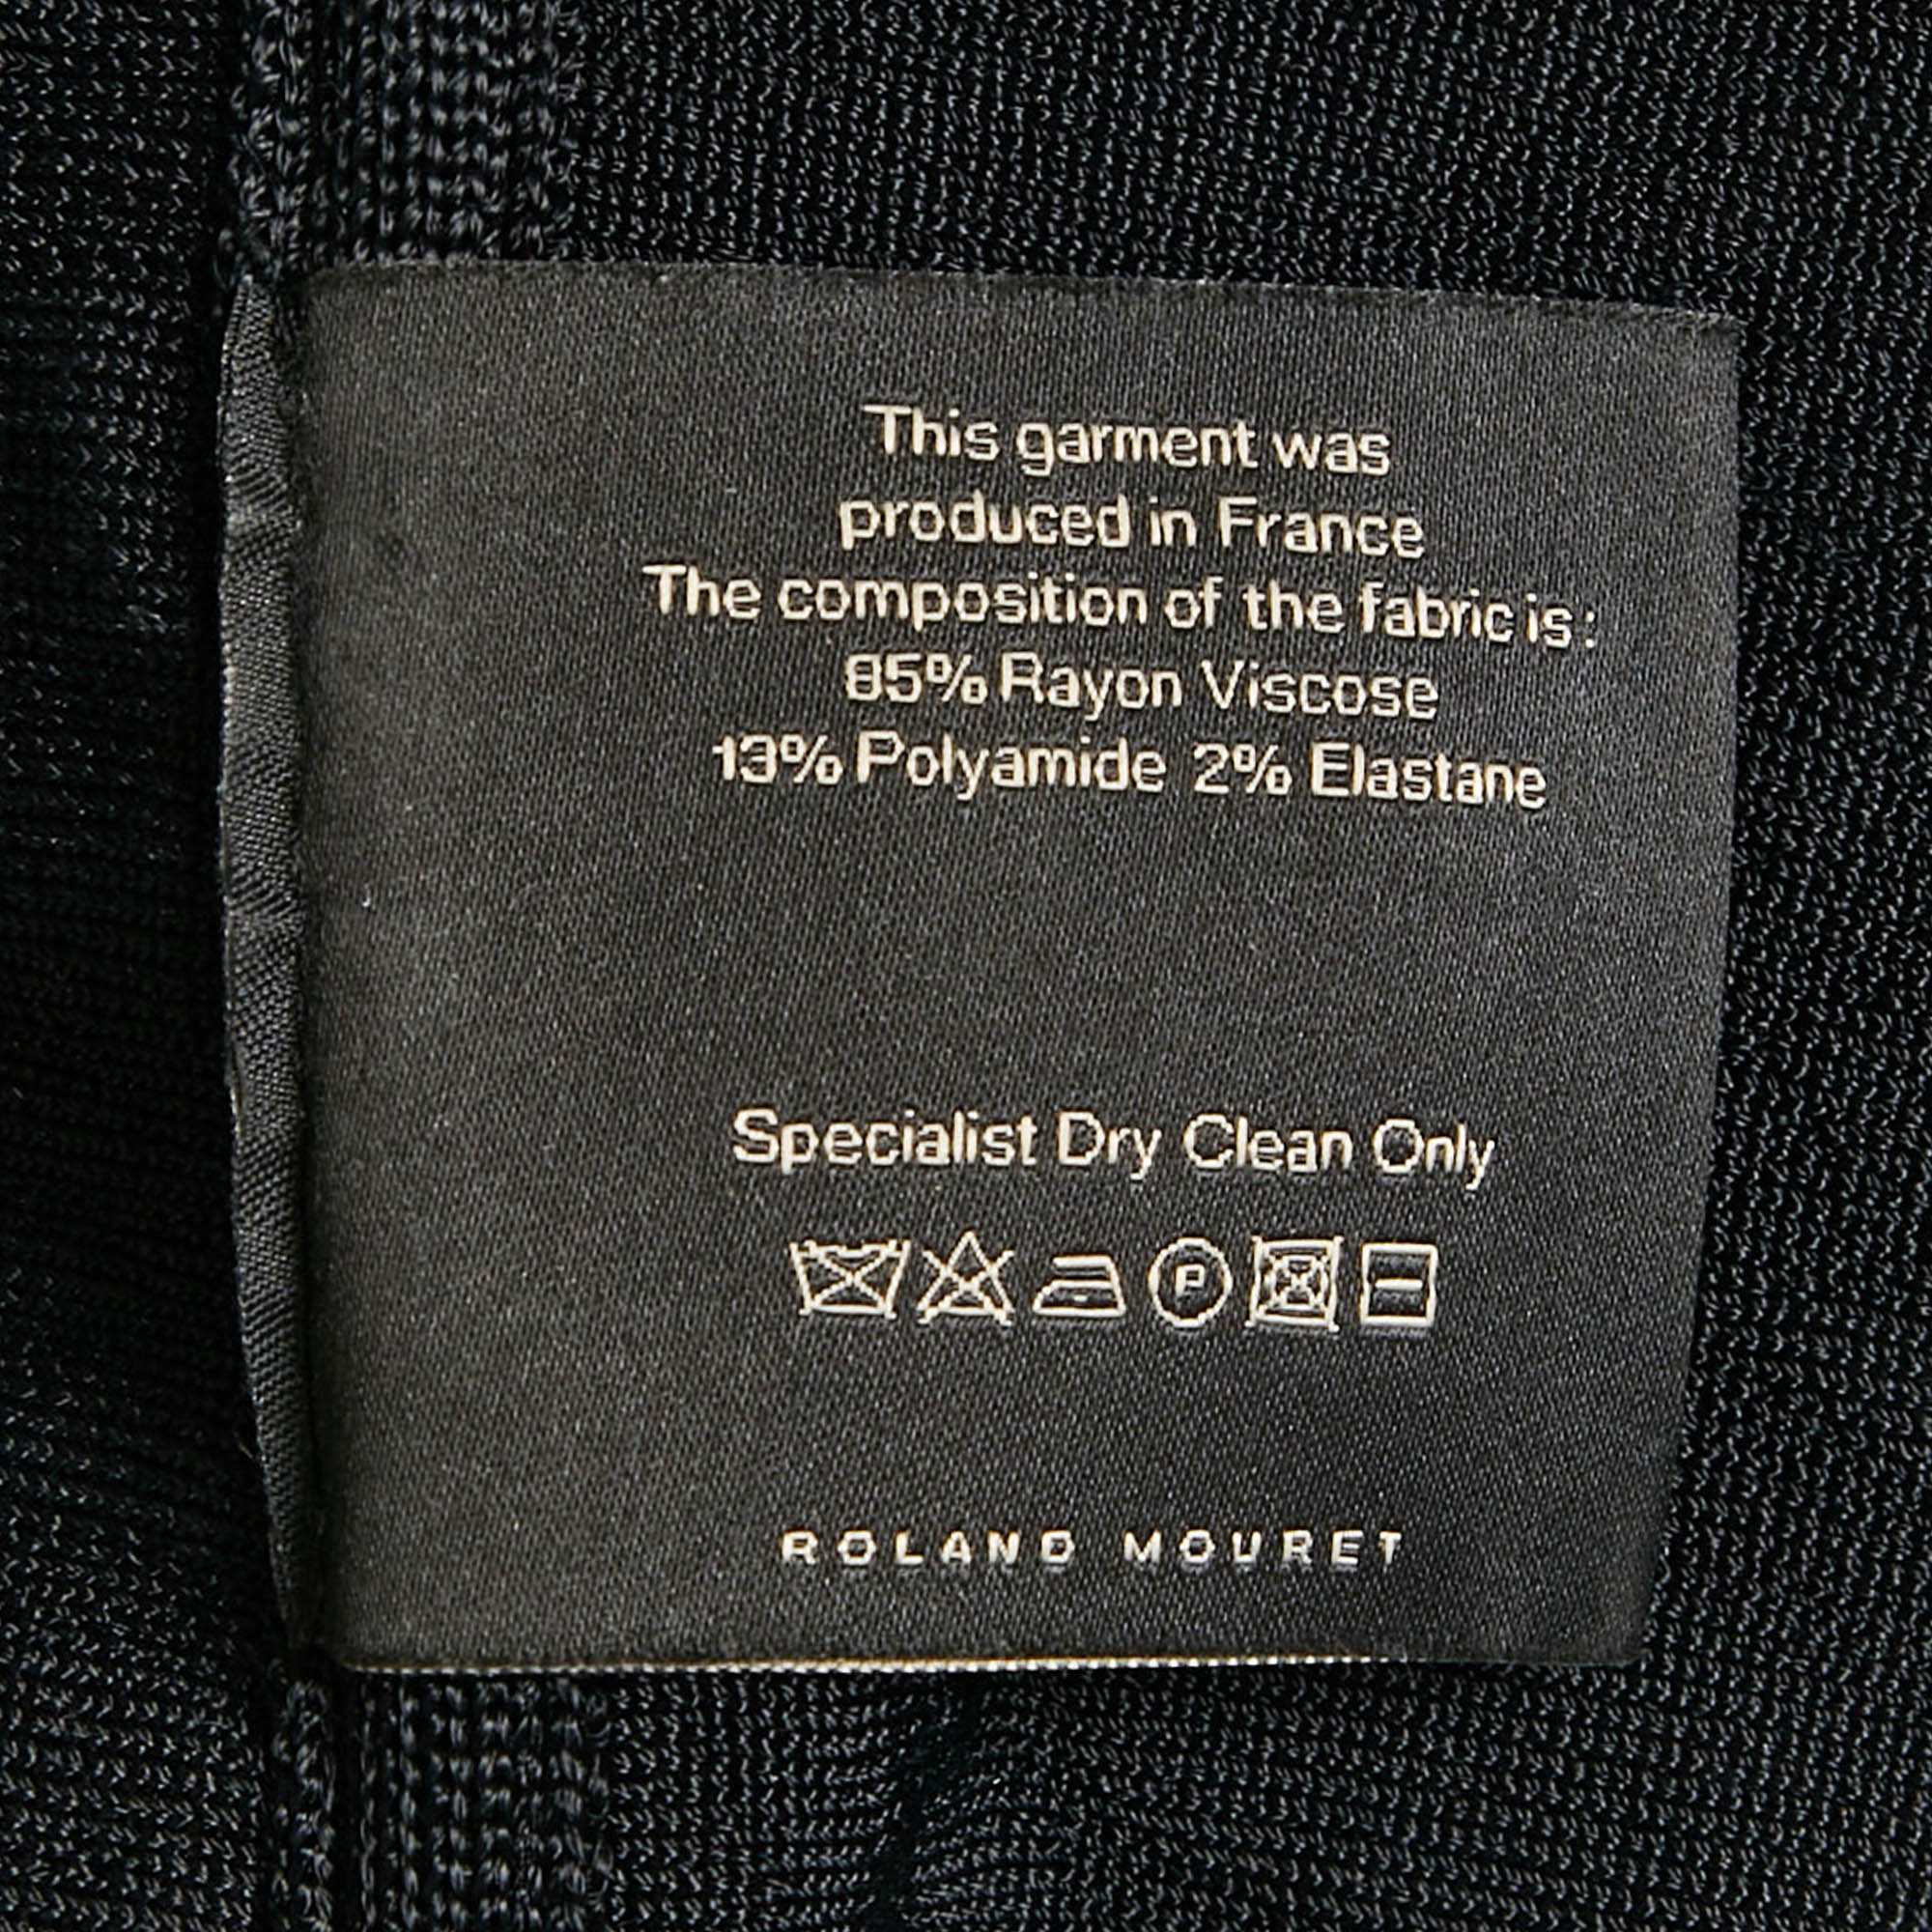 This garment was
produced in France
The composition of the fabric is:
85% Rayon Viscose
13% Polyamide 2% Elastane
Specialist Dry Clean Only
P
ROLAND MOURET